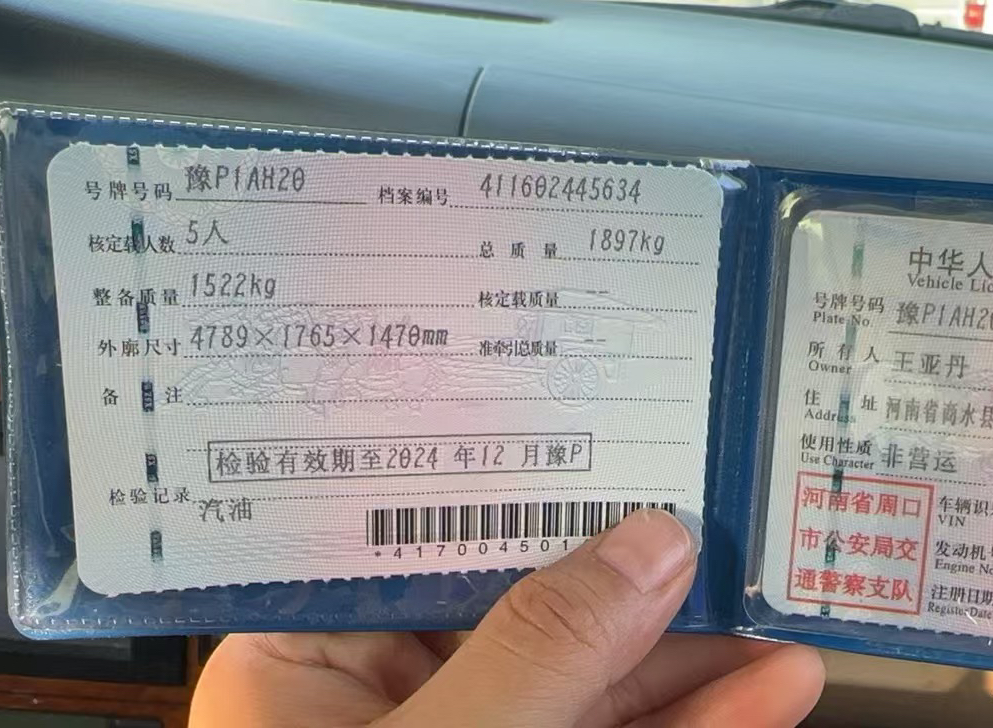 号牌号码 豫P1AH20 档案编号 411602445634
核定载人数 5人 总质量 1897kg
整备质量 1522kg 核定载质量 --
外廓尺寸 4789×1765×1470mm 准牵引总质量 --
备注
检验有效期至2024 年12 月豫P
检验记录
汽油
*417004501
中华人
Vehicle Lic
号牌号码 豫P1AH20
Plate No.
所有人 王亚丹
Owner
住址 河南省商水县
Address
使用性质 非营运
Use Character
河南省周口
市公安局交
通警察支队
车辆识
VIN
发动机
Engine No
注册日期
Register Date